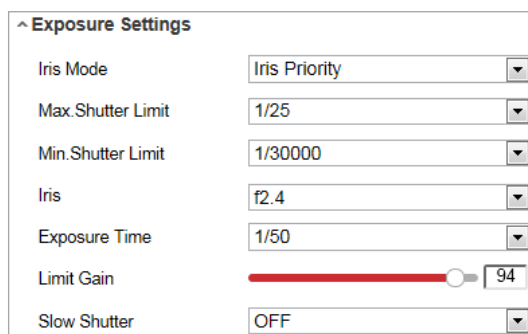 Exposure Settings
Iris Mode Iris Priority
Max.Shutter Limit 1/25
Min.Shutter Limit 1/30000
Iris f2.4
Exposure Time 1/50
Limit Gain 94
Slow Shutter OFF